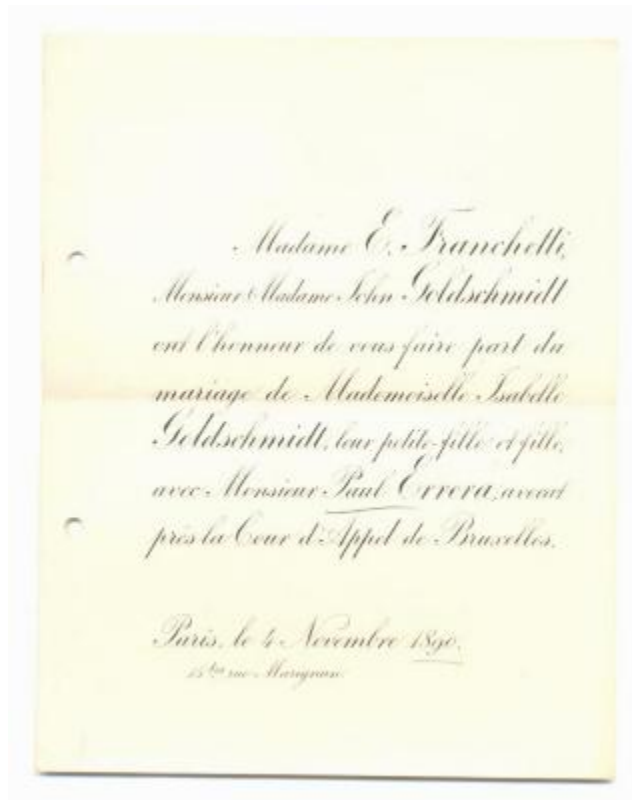 Madame E. Franchetti,
Monsieur & Madame John Goldschmidt
ont l'honneur de vous faire part du
mariage de Mademoiselle Isabelle
Goldschmidt, leur petite-fille et fille,
avec Monsieur Paul Errera, avocat
près la Cour d'Appel de Bruxelles.
Paris, le 4 Novembre 1890.
bis rue Marignan.